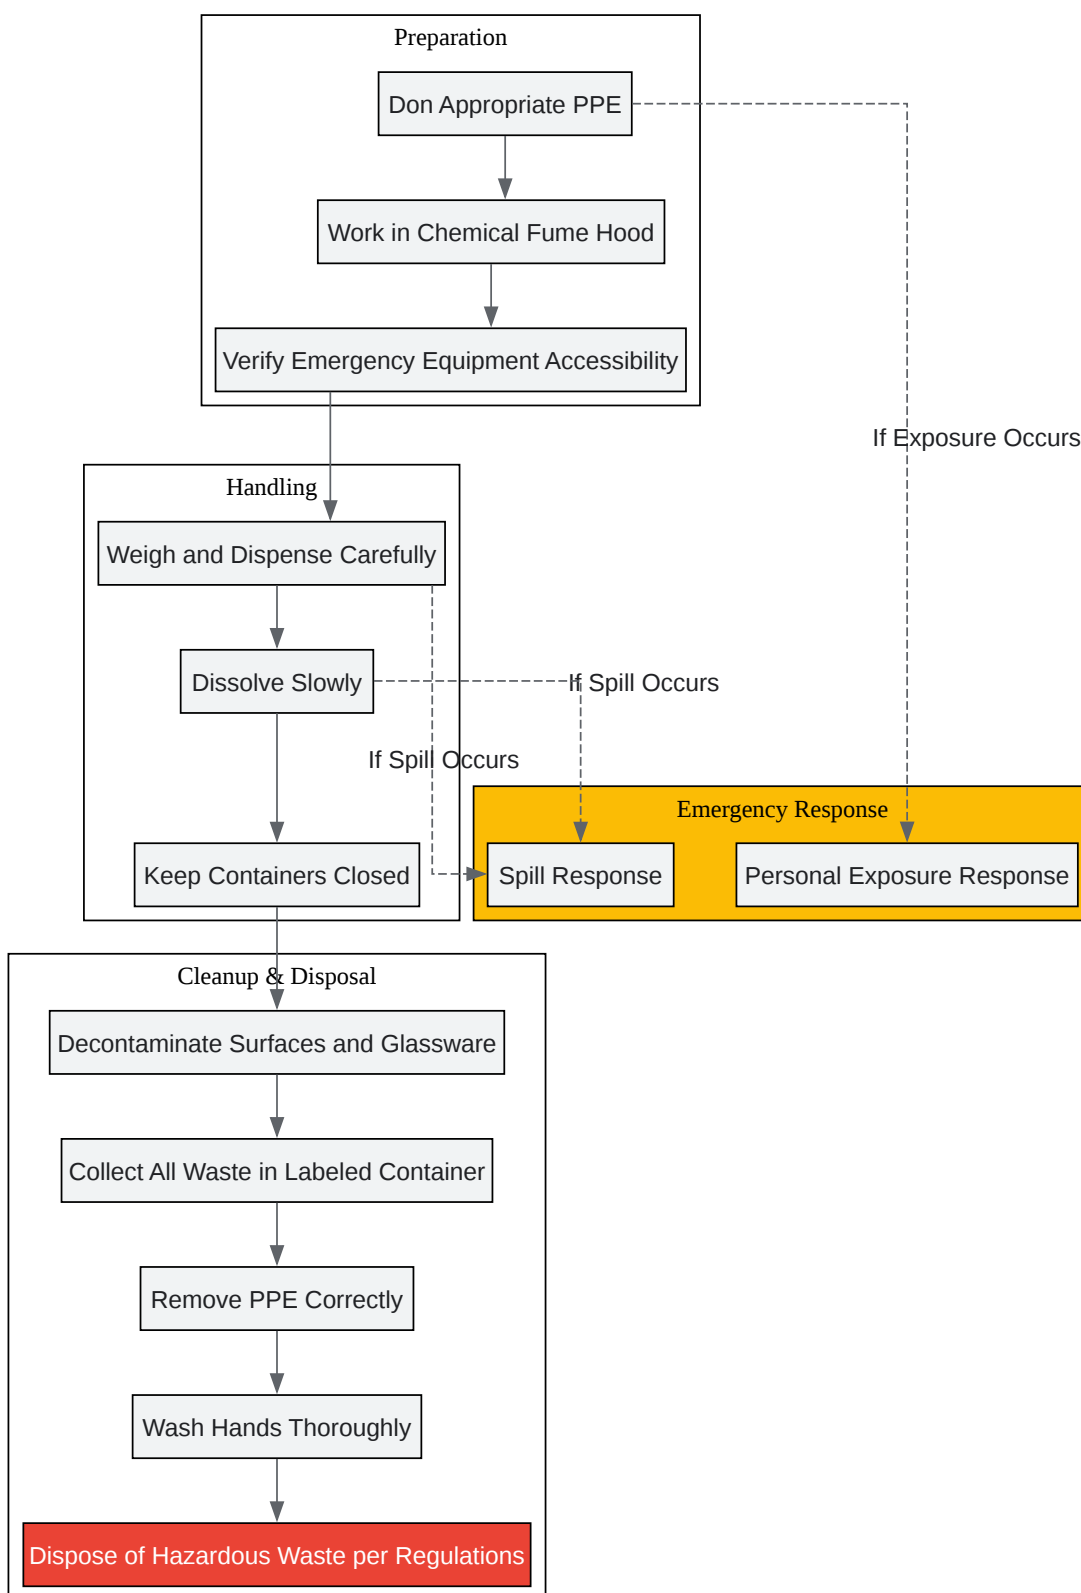 Preparation
Don Appropriate PPE
Work in Chemical Fume Hood
Verify Emergency Equipment Accessibility
If Exposure Occurs
Handling
Weigh and Dispense Carefully
Dissolve Slowly
If Spill Occurs
If Spill Occurs
Keep Containers Closed
Emergency Response
Spill Response
Personal Exposure Response
Cleanup & Disposal
Decontaminate Surfaces and Glassware
Collect All Waste in Labeled Container
Remove PPE Correctly
Wash Hands Thoroughly
Dispose of Hazardous Waste per Regulations